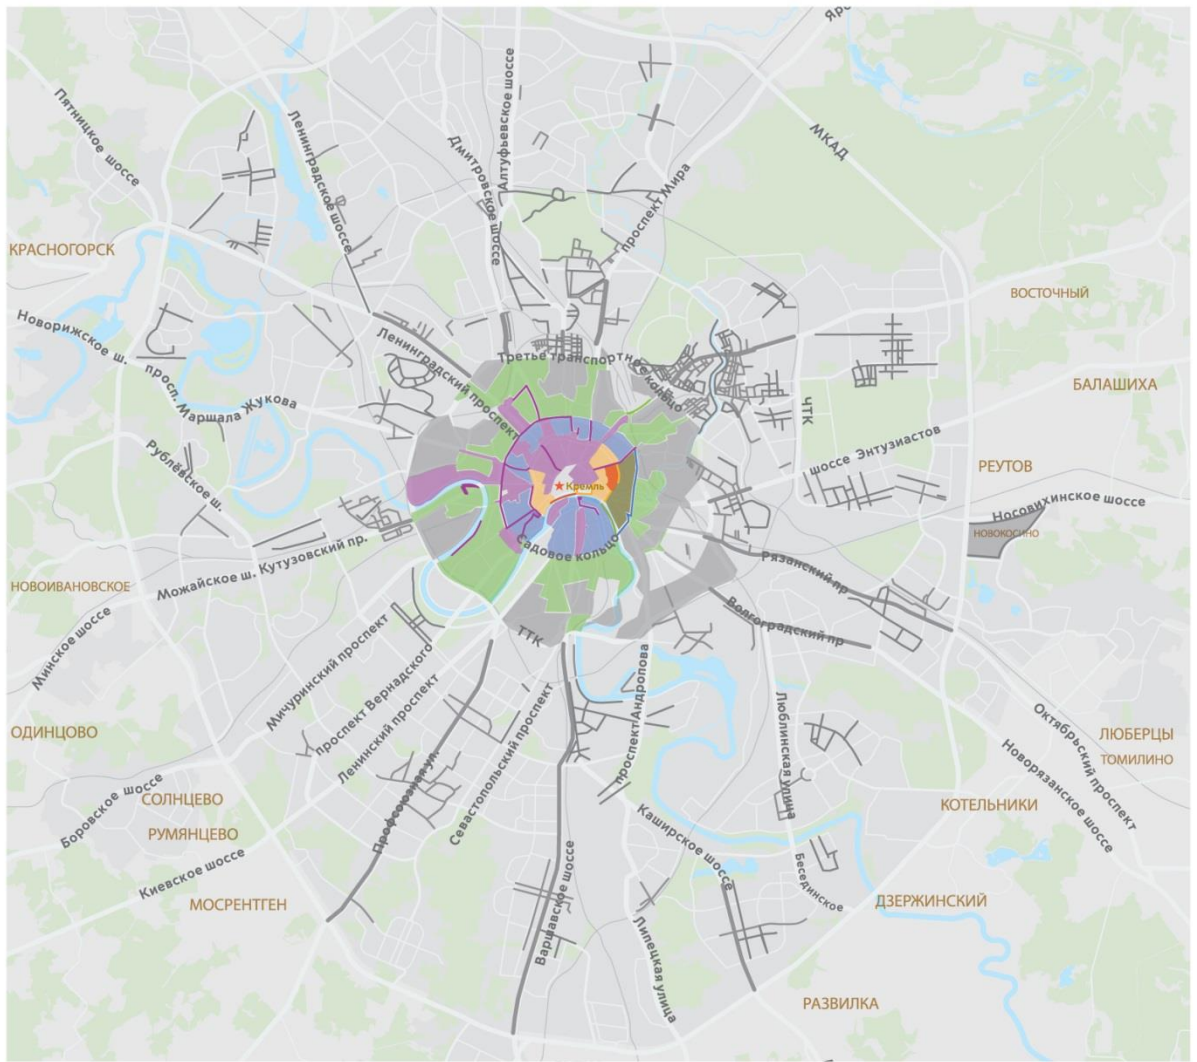 Яро
Пятницкое шоссе
Ленинградское шоссе
Дмитровское шоссе
Алтуфьевское шоссе
проспект Мира
МКАД
КРАСНОГОРСК
ВОСТОЧНЫЙ
Новорижское ш.
просп. Маршала Жукова
Ленинградский проспект
Третье транспортное кольцо
БАЛАШИХА
ЧТК
Рублёвское ш.
шоссе Энтузиастов
РЕУТОВ
Кремль
Носовихинское шоссе
НОВОКОСИНО
Садовое кольцо
Можайское ш. Кутузовский пр.
Рязанский пр
НОВОИВАНОВСКОЕ
Минское шоссе
Волгоградский пр
ТТК
Мичуринский проспект
проспект Вернадского
Ленинский проспект
Профсоюзная ул.
Севастопольский проспект
проспект Андропова
Люблинская улица
Октябрьский проспект
Новорязанское шоссе
ОДИНЦОВО
ЛЮБЕРЦЫ
ТОМИЛИНО
Боровское шоссе
СОЛНЦЕВО
РУМЯНЦЕВО
КОТЕЛЬНИКИ
Каширское шоссе
Киевское шоссе
Варшавское шоссе
Бесединское
МОСРЕНТГЕН
ДЗЕРЖИНСКИЙ
Липецкая улица
РАЗВИЛКА